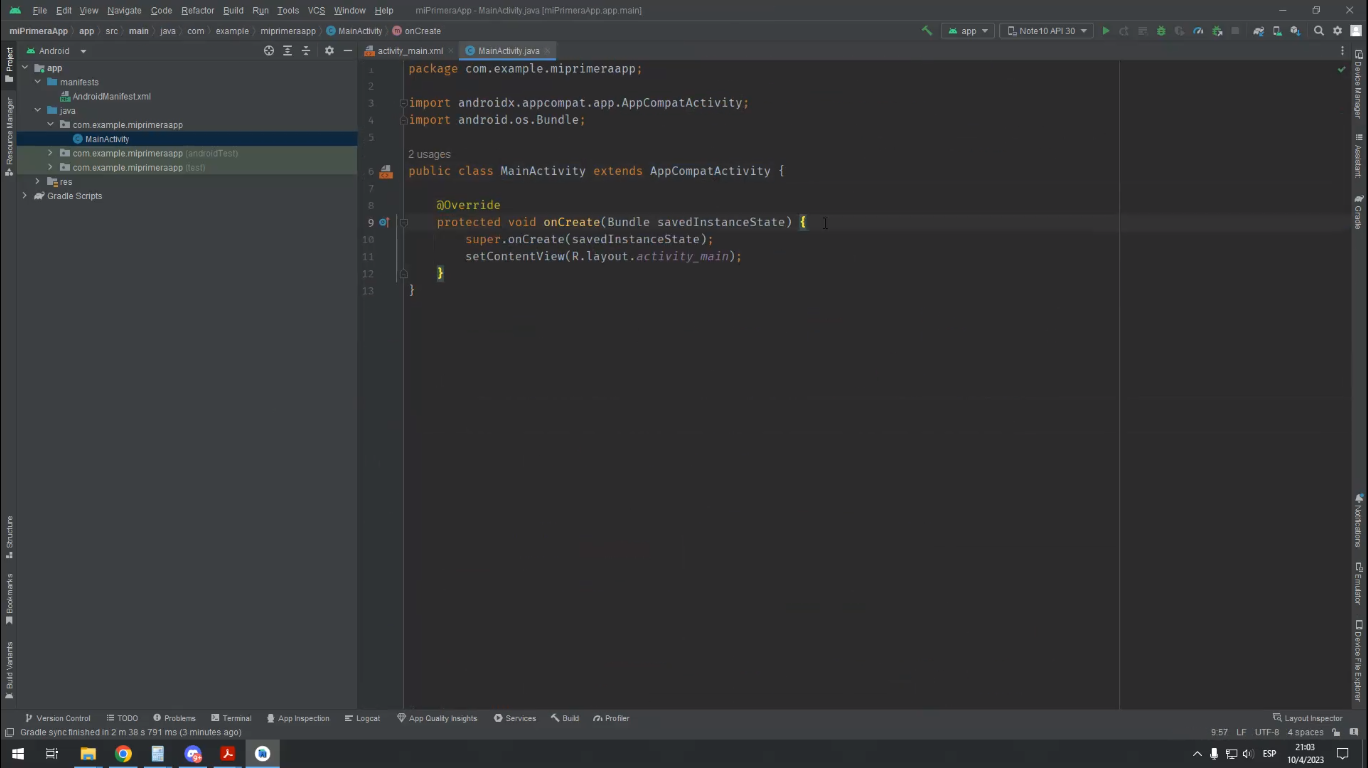 File Edit View Navigate Code Refactor Build Run Tools VCS Window Help miPrimeraApp - MainActivity.java [miPrimeraApp.app.main]
miPrimeraApp app src main java com example miprimeraapp MainActivity onCreate app Note10 API 30
Android activity_main.xml MainActivity.java
app
manifests
AndroidManifest.xml
java
com.example.miprimeraapp
MainActivity
com.example.miprimeraapp (androidTest)
com.example.miprimeraapp (test)
res
Gradle Scripts
Project
Resource Manager
Structure
Bookmarks
Build Variants
1 package com.example.miprimeraapp;
2
3 import androidx.appcompat.app.AppCompatActivity;
4 import android.os.Bundle;
5
2 usages
6 public class MainActivity extends AppCompatActivity {
7
8 @Override
9 protected void onCreate(Bundle savedInstanceState) {
10 super.onCreate(savedInstanceState);
11 setContentView(R.layout.activity_main);
12 }
13 }
Device Manager
Assistant
Gradle
Notifications
Emulator
Device File Explorer
Version Control TODO Problems Terminal App Inspection Logcat App Quality Insights Services Build Profiler Layout Inspector
Gradle sync finished in 2 m 38 s 791 ms (3 minutes ago) 9:57 LF UTF-8 4 spaces
ESP 21:03
10/4/2023